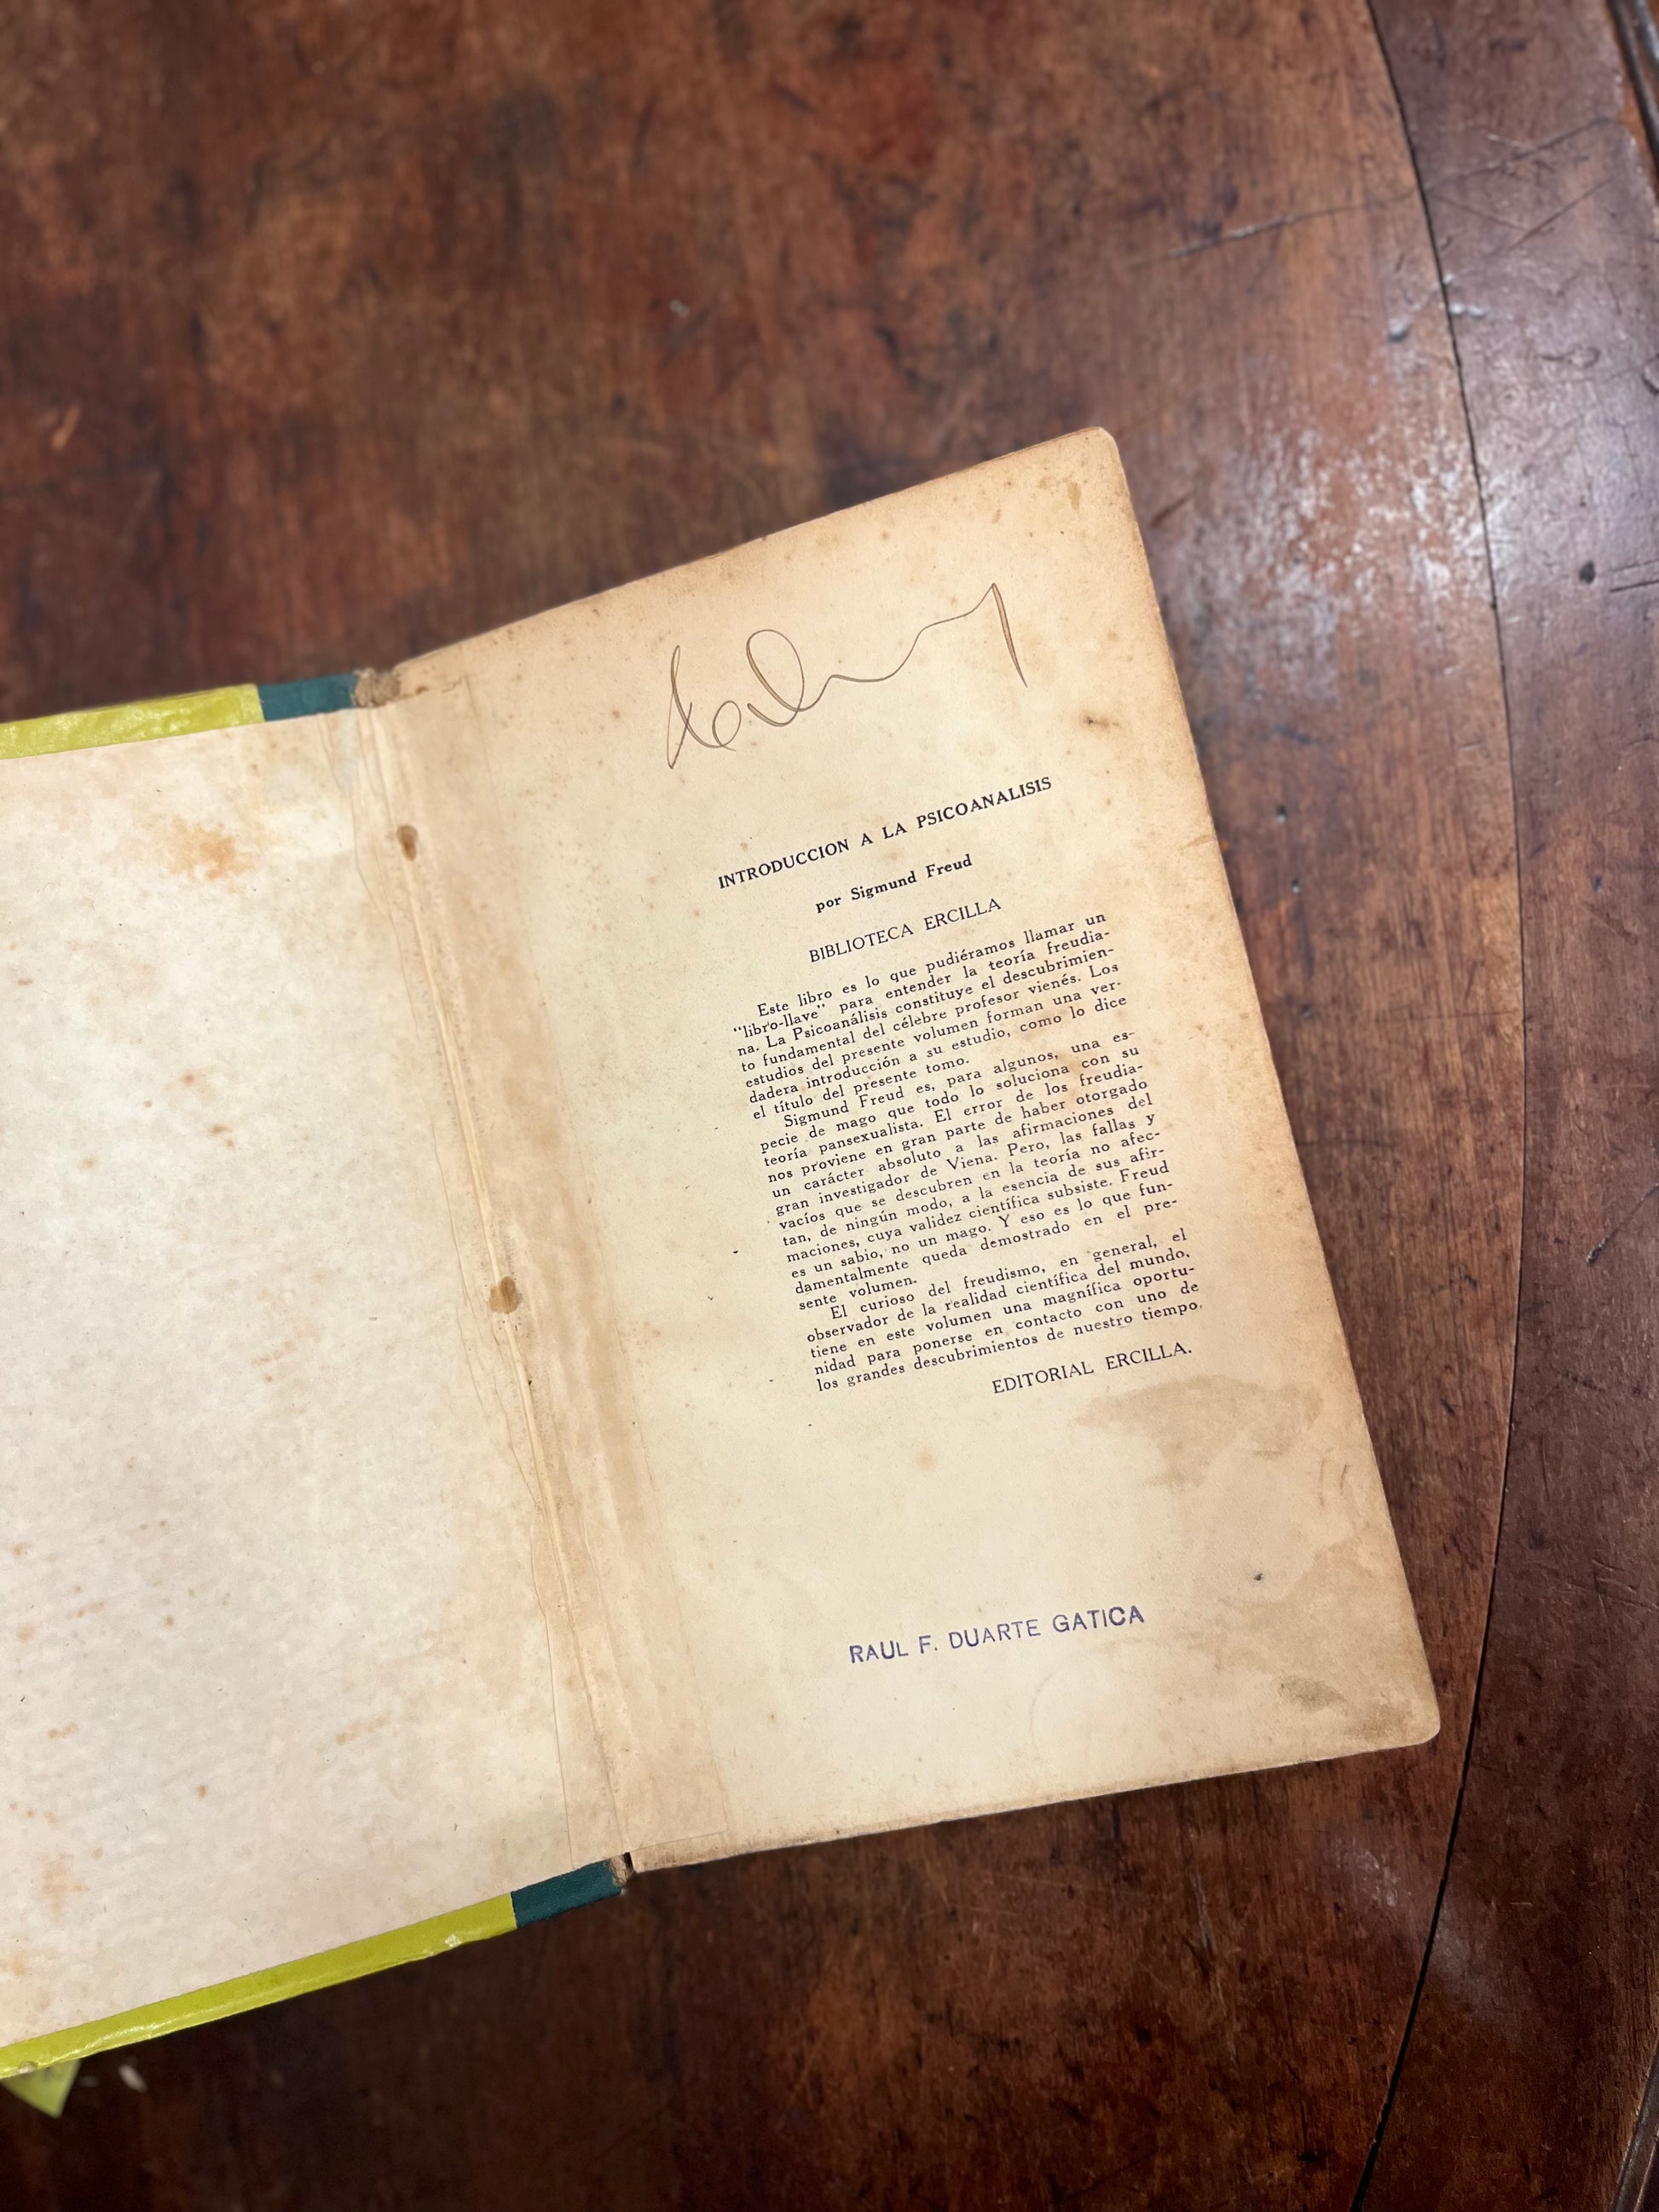 INTRODUCCION A LA PSICOANALISIS
por Sigmund Freud
BIBLIOTECA ERCILLA
Este libro es lo que pudiéramos llamar un
"libro-llave" para entender la teoría freudia-
na. La Psicoanálisis constituye el descubrimien-
to fundamental del célebre profesor vienés. Los
estudios del presente volumen forman una ver-
dadera introducción a su estudio, como lo dice
el título del presente tomo.
Sigmund Freud es, para algunos, una es-
pecie de mago que todo lo soluciona con su
teoría pansexualista. El error de los freudia-
nos proviene en gran parte de haber otorgado
un carácter absoluto a las afirmaciones del
gran investigador de Viena. Pero, las fallas y
vacíos que se descubren en la teoría no afec-
tan, de ningún modo, a la esencia de sus afir-
maciones, cuya validez científica subsiste. Freud
es un sabio, no un mago. Y eso es lo que fun-
damentalmente queda demostrado en el pre-
sente volumen.
El curioso del freudismo, en general, el
observador de la realidad científica del mundo,
tiene en este volumen una magnífica oportu-
nidad para ponerse en contacto con uno de
los grandes descubrimientos de nuestro tiempo.
EDITORIAL ERCILLA.
RAUL F. DUARTE GATICA